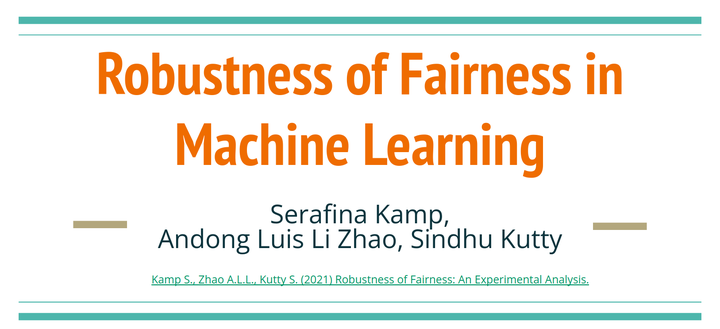 Robustness of Fairness in
Machine Learning
Serafina Kamp,
Andong Luis Li Zhao, Sindhu Kutty
Kamp S., Zhao A.L.L., Kutty S. (2021) Robustness of Fairness: An Experimental Analysis.